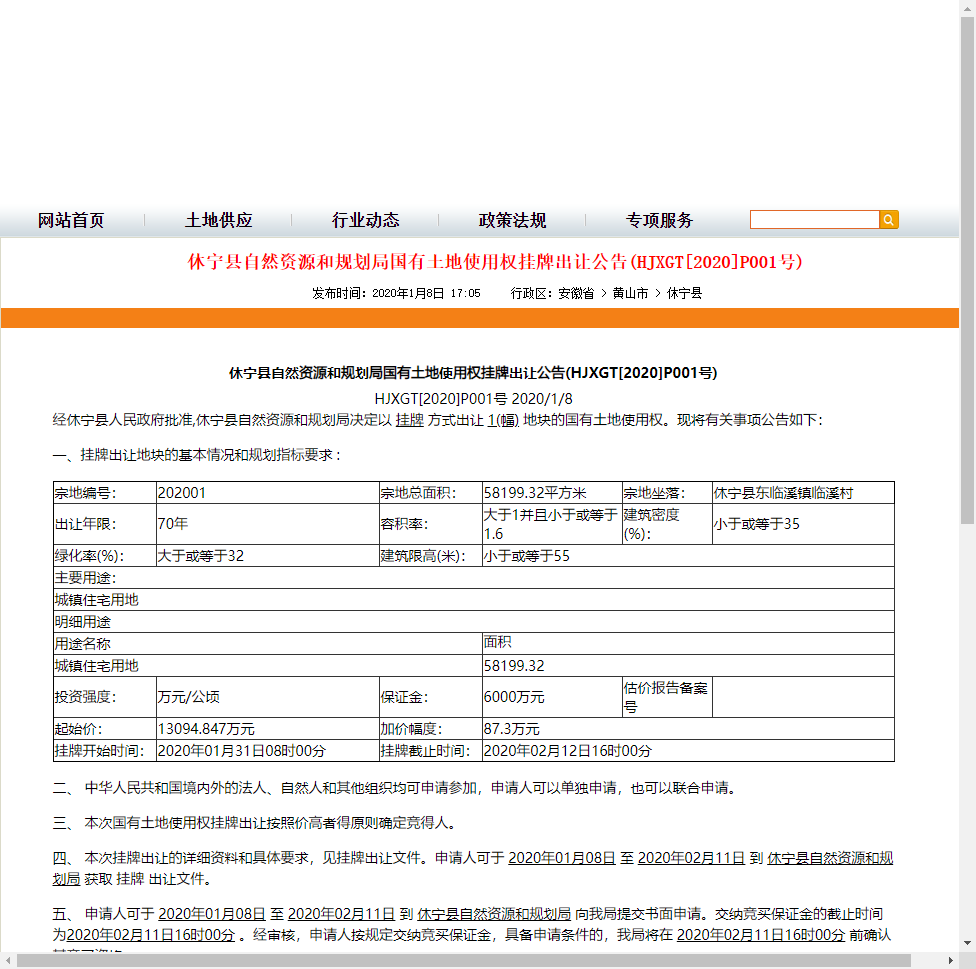 网站首页 土地供应 行业动态 政策法规 专项服务
休宁县自然资源和规划局国有土地使用权挂牌出让公告(HJXGT[2020]P001号)
发布时间：2020年1月8日 17:05 行政区：安徽省 > 黄山市 > 休宁县
休宁县自然资源和规划局国有土地使用权挂牌出让公告(HJXGT[2020]P001号)
HJXGT[2020]P001号 2020/1/8
经休宁县人民政府批准,休宁县自然资源和规划局决定以 挂牌 方式出让 1(幅) 地块的国有土地使用权。现将有关事项公告如下：
一、挂牌出让地块的基本情况和规划指标要求：
宗地编号： 202001 宗地总面积： 58199.32平方米 宗地坐落： 休宁县东临溪镇临溪村
出让年限： 70年 容积率： 大于1并且小于或等于1.6 建筑密度(%)： 小于或等于35
绿化率(%)： 大于或等于32 建筑限高(米)： 小于或等于55
主要用途：
城镇住宅用地
明细用途
用途名称 面积
城镇住宅用地 58199.32
投资强度： 万元/公顷 保证金： 6000万元 估价报告备案号
起始价： 13094.847万元 加价幅度： 87.3万元
挂牌开始时间： 2020年01月31日08时00分 挂牌截止时间： 2020年02月12日16时00分
二、 中华人民共和国境内外的法人、自然人和其他组织均可申请参加，申请人可以单独申请，也可以联合申请。
三、 本次国有土地使用权挂牌出让按照价高者得原则确定竞得人。
四、 本次挂牌出让的详细资料和具体要求，见挂牌出让文件。申请人可于 2020年01月08日 至 2020年02月11日 到 休宁县自然资源和规
划局 获取 挂牌 出让文件。
五、 申请人可于 2020年01月08日 至 2020年02月11日 到 休宁县自然资源和规划局 向我局提交书面申请。交纳竞买保证金的截止时间
为2020年02月11日16时00分 。经审核，申请人按规定交纳竞买保证金，具备申请条件的，我局将在 2020年02月11日16时00分 前确认